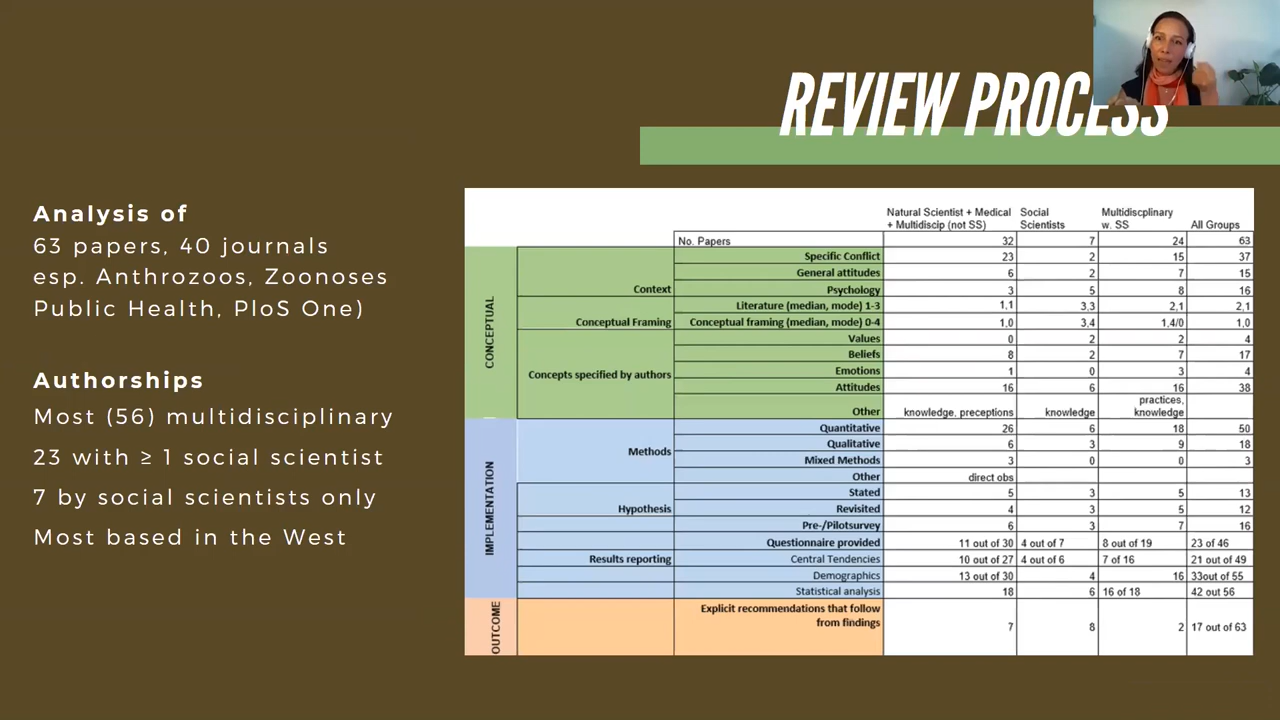 REVIEW PROCESS
Analysis of
63 papers, 40 journals
esp. Anthrozoos, Zoonoses
Public Health, PloS One)
Authorships
Most (56) multidisciplinary
23 with ≥ 1 social scientist
7 by social scientists only
Most based in the West
Natural Scientist + Medical + Multidiscip (not SS) Social Scientists Multidiscplinary w. SS All Groups
No. Papers 32 7 24 63
CONCEPTUAL
Specific Conflict 23 2 15 37
General attitudes 6 2 7 15
Context Psychology 3 5 8 16
Literature (median, mode) 1-3 1,1 3,3 2,1 2,1
Conceptual Framing Conceptual framing (median, mode) 0-4 1,0 3,4 1,4/0 1,0
Values 0 2 2 4
Beliefs 8 2 7 17
Concepts specified by authors Emotions 1 0 3 4
Attitudes 16 6 16 38
Other knowledge, preceptions knowledge practices, knowledge
IMPLEMENTATION
Quantitative 26 6 18 50
Methods Qualitative 6 3 9 18
Mixed Methods 3 0 0 3
Other direct obs
Stated 5 3 5 13
Hypothesis Revisited 4 3 5 12
Pre-/Pilotsurvey 6 3 7 16
Questionnaire provided 11 out of 30 4 out of 7 8 out of 19 23 of 46
Results reporting Central Tendencies 10 out of 27 4 out of 6 7 of 16 21 out of 49
Demographics 13 out of 30 4 16 33out of 55
Statistical analysis 18 6 16 of 18 42 out 56
OUTCOME
Explicit recommendations that follow from findings 7 8 2 17 out of 63